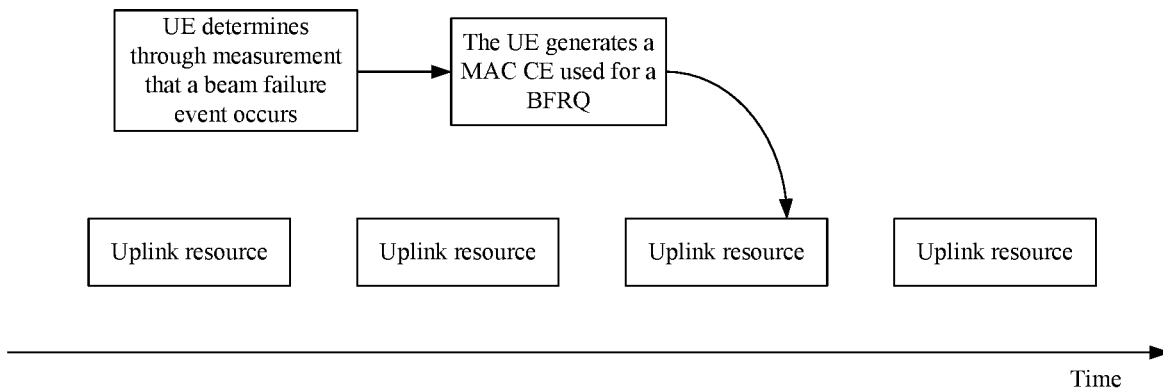 UE determines
through measurement
that a beam failure
event occurs
The UE generates a
MAC CE used for a
BFRQ
Uplink resource
Uplink resource
Uplink resource
Uplink resource
Time